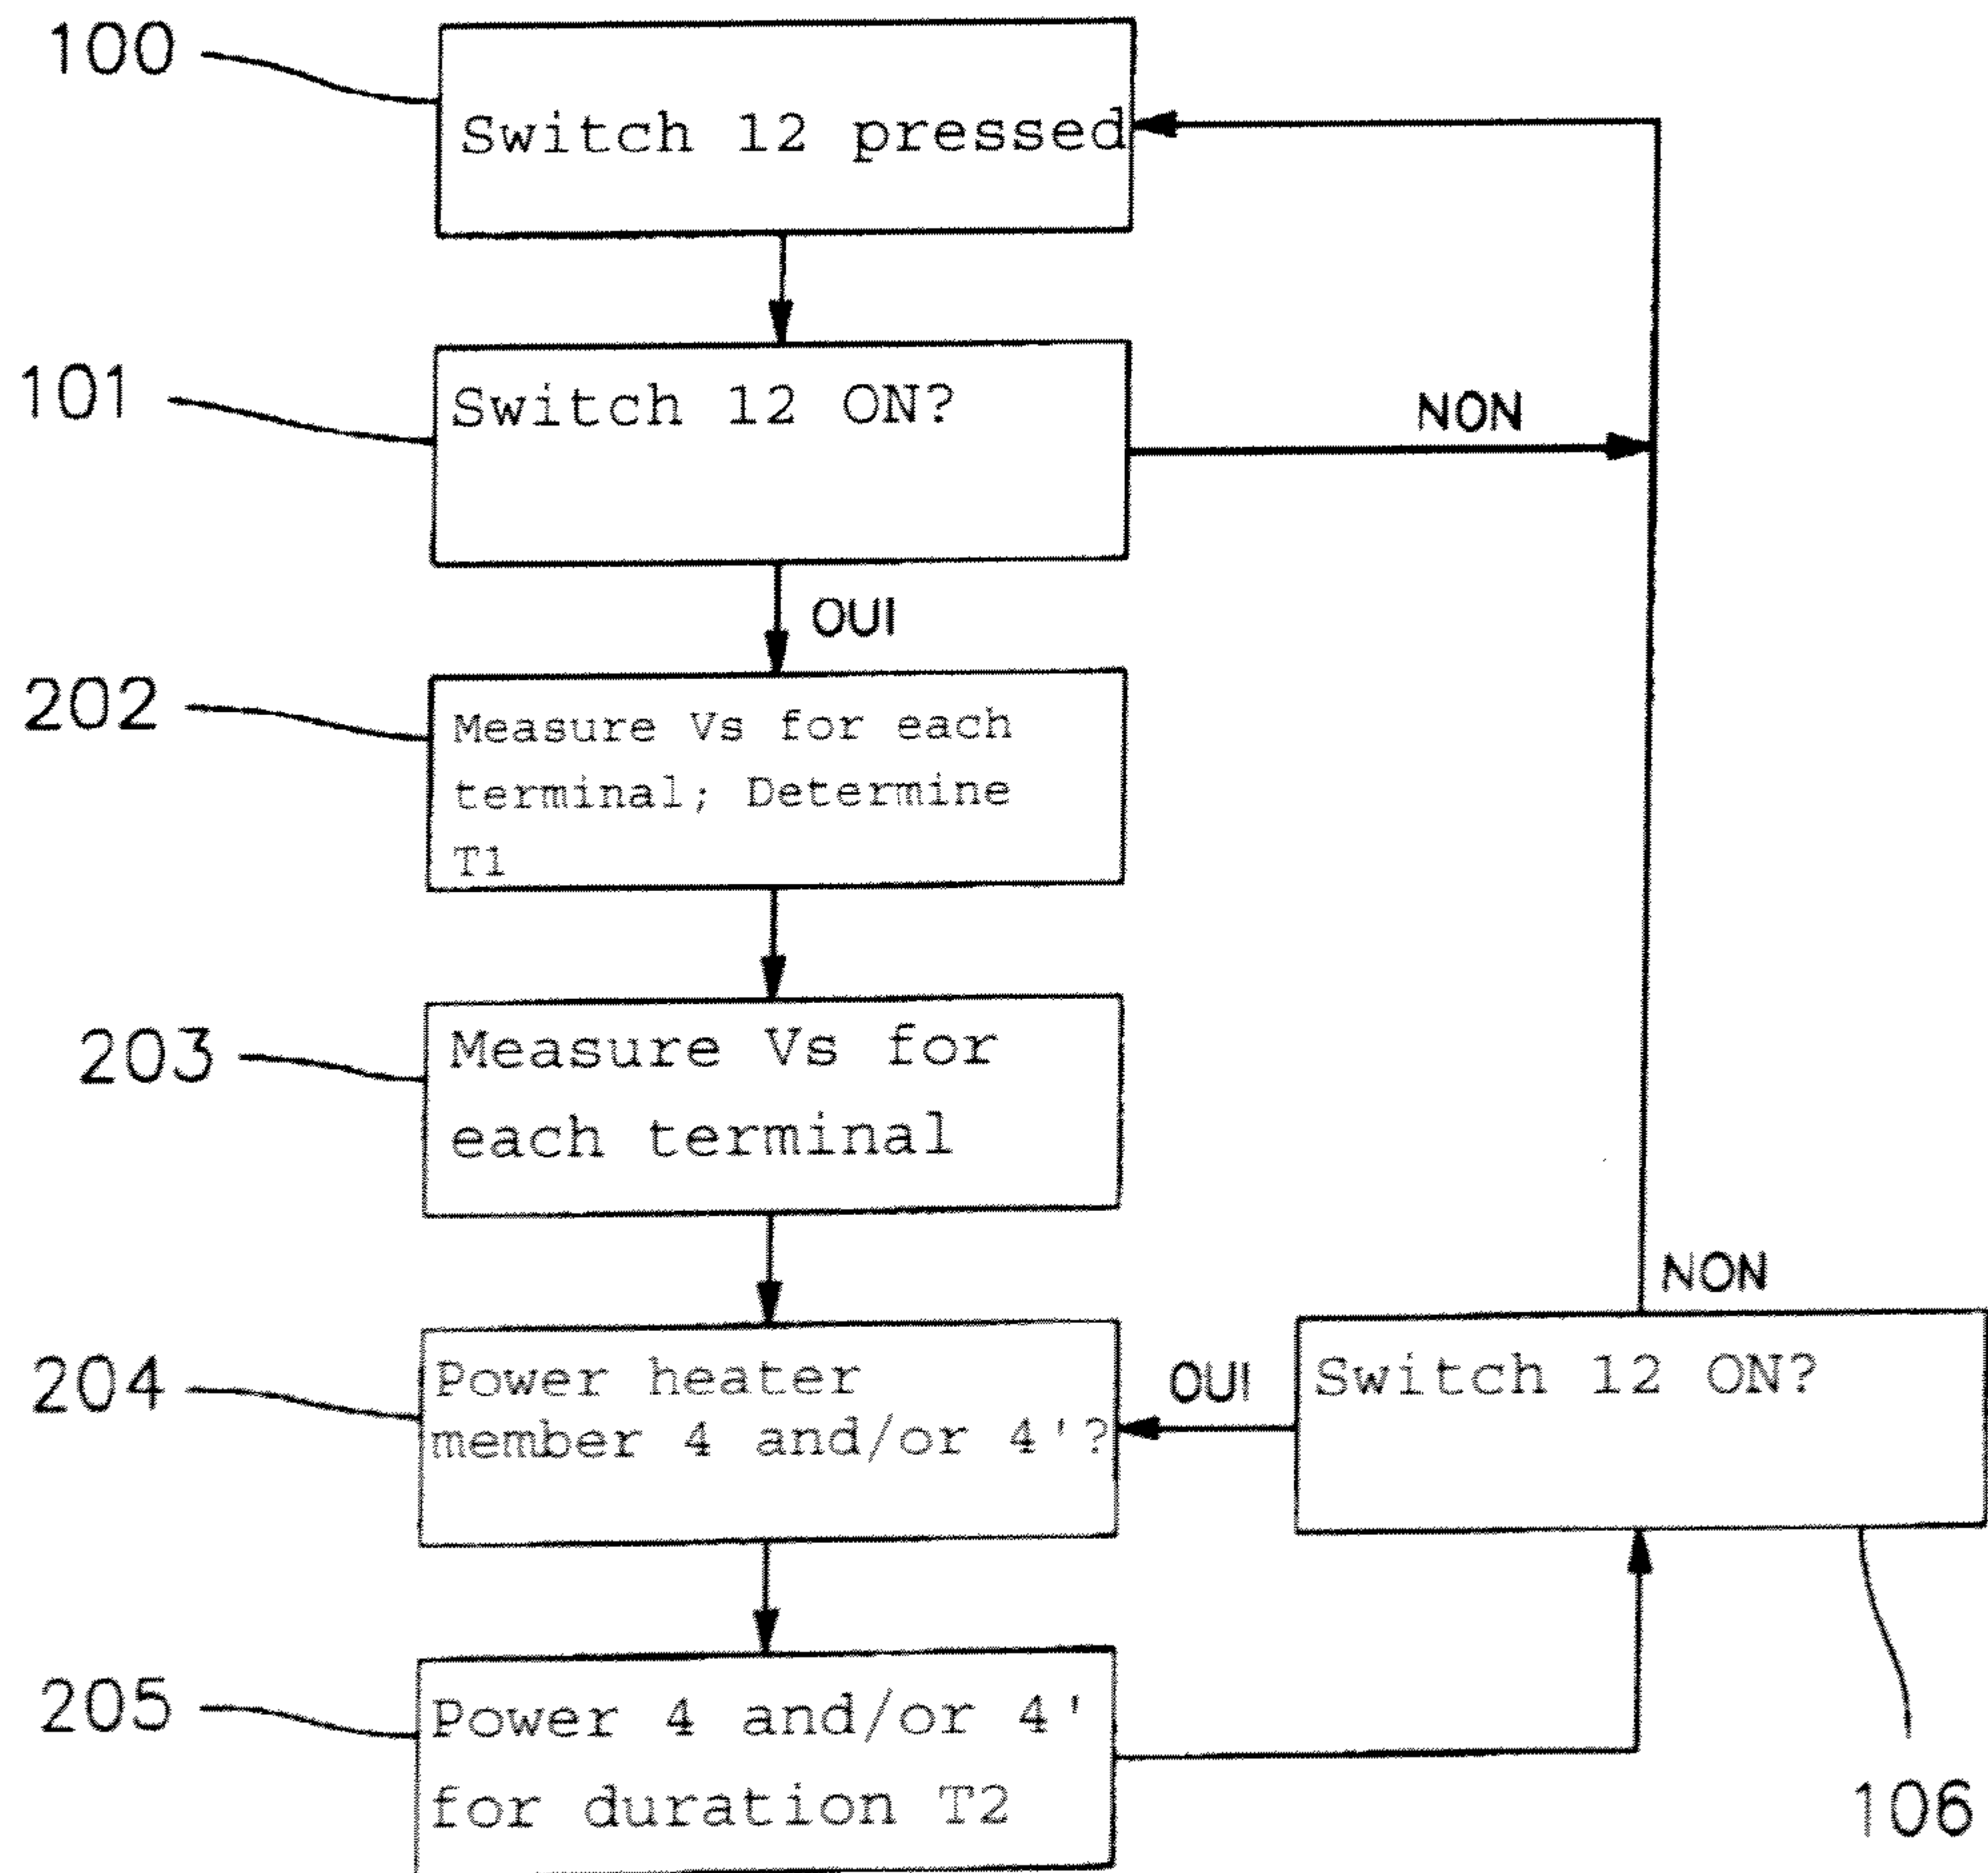 100
Switch 12 pressed
101
Switch 12 ON?
NON
OUI
202
Measure Vs for each
terminal; Determine
T1
203
Measure Vs for
each terminal
204
Power heater
member 4 and/or 4'?
OUI
NON
Switch 12 ON?
205
Power 4 and/or 4'
for duration T2
106